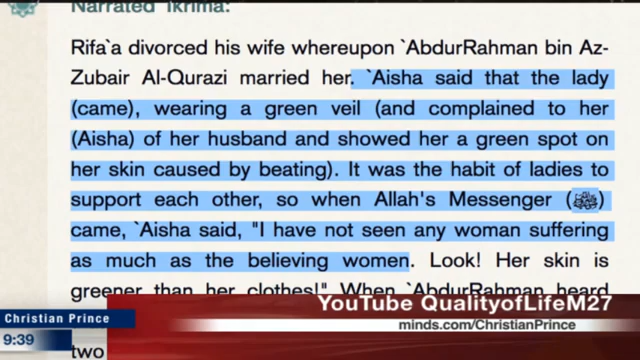 Narrated 'Ikrima:
Rifa`a divorced his wife whereupon `AbdurRahman bin Az-
Zubair Al-Qurazi married her. `Aisha said that the lady
(came), wearing a green veil (and complained to her
(Aisha) of her husband and showed her a green spot on
her skin caused by beating). It was the habit of ladies to
support each other, so when Allah's Messenger (ﷺ)
came, `Aisha said, "I have not seen any woman suffering
as much as the believing women. Look! Her skin is
greener than her clothes!" When `AbdurRahman heard
YouTube QualityofLifeM27
Christian Prince
minds.com/ChristianPrince
9:39
two